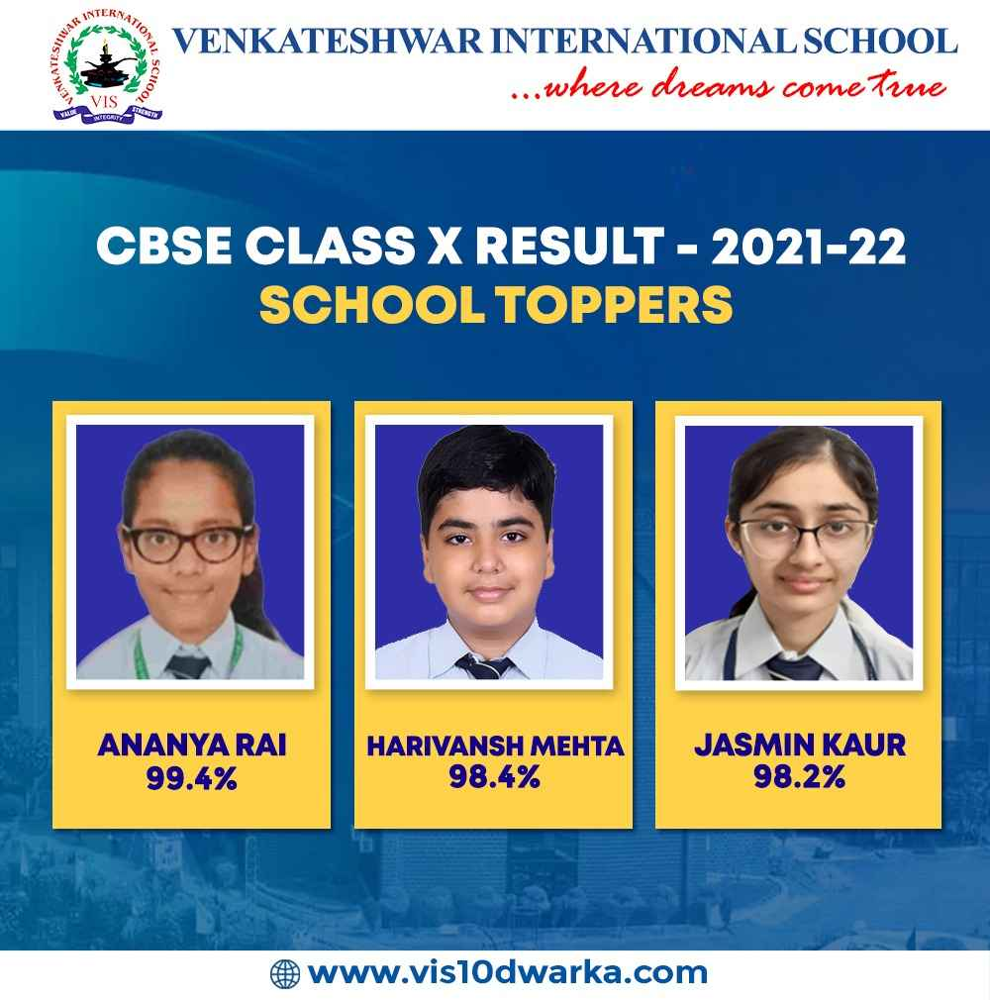 VENKATESHWAR INTERNATIONAL SCHOOL
VIS
VALUE INTEGRITY STRENGTH
VENKATESHWAR INTERNATIONAL SCHOOL
...where dreams come true
CBSE CLASS X RESULT - 2021-22
SCHOOL TOPPERS
ANANYA RAI
99.4%
HARIVANSH MEHTA
98.4%
JASMIN KAUR
98.2%
www.vis10dwarka.com